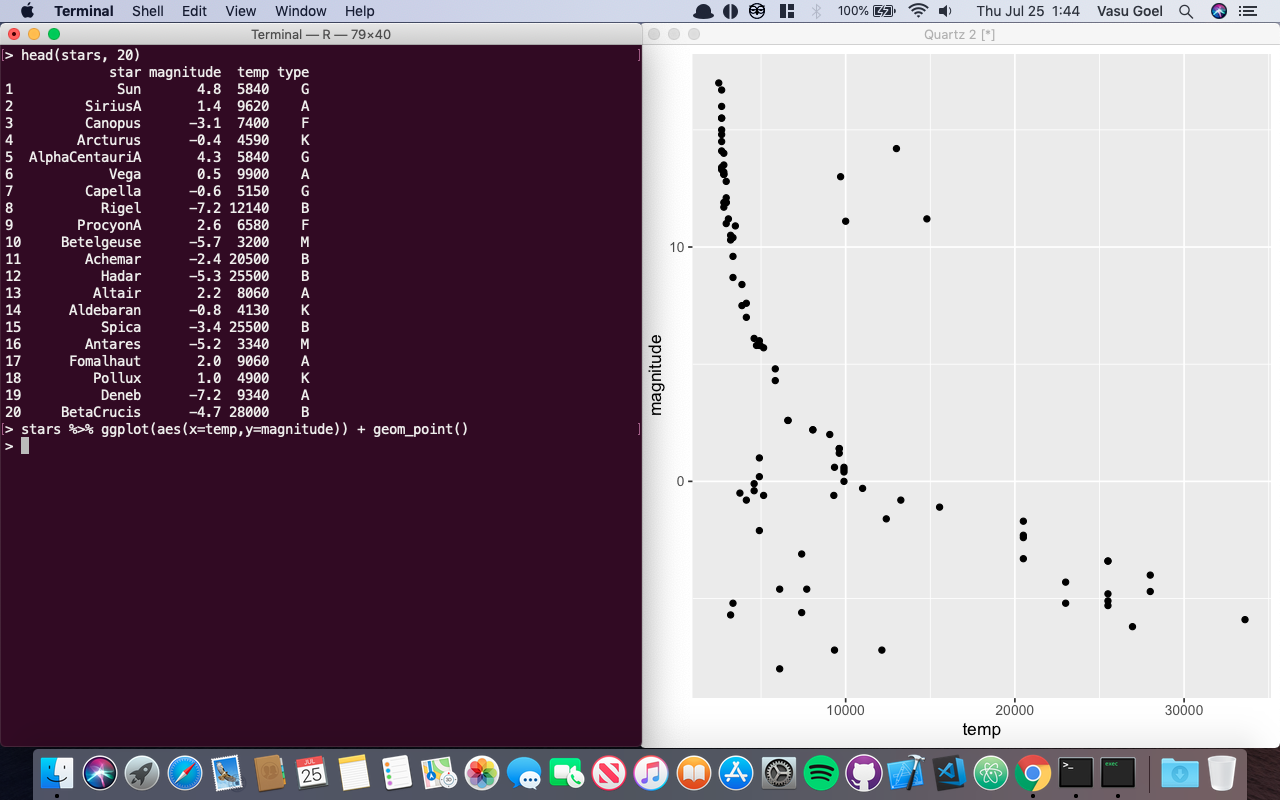 Terminal Shell Edit View Window Help 100% Thu Jul 25 1:44 Vasu Goel
Terminal — R — 79×40
> head(stars, 20)
star magnitude temp type
1 Sun 4.8 5840 G
2 SiriusA 1.4 9620 A
3 Canopus -3.1 7400 F
4 Arcturus -0.4 4590 K
5 AlphaCentauriA 4.3 5840 G
6 Vega 0.5 9900 A
7 Capella -0.6 5150 G
8 Rigel -7.2 12140 B
9 ProcyonA 2.6 6580 F
10 Betelgeuse -5.7 3200 M
11 Achemar -2.4 20500 B
12 Hadar -5.3 25500 B
13 Altair 2.2 8060 A
14 Aldebaran -0.8 4130 K
15 Spica -3.4 25500 B
16 Antares -5.2 3340 M
17 Fomalhaut 2.0 9060 A
18 Pollux 1.0 4900 K
19 Deneb -7.2 9340 A
20 BetaCrucis -4.7 28000 B
> stars %>% ggplot(aes(x=temp,y=magnitude)) + geom_point()
>
Quartz 2 [*]
magnitude
10
0
10000 20000 30000
temp
JUL
25
>_
exec